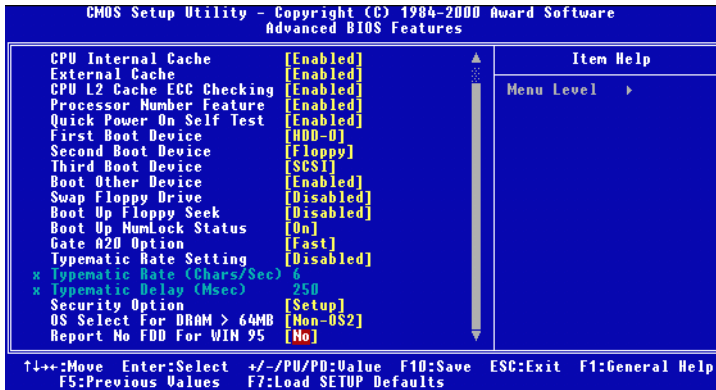 CMOS Setup Utility - Copyright (C) 1984-2000 Award Software
Advanced BIOS Features
CPU Internal Cache [Enabled]
External Cache [Enabled]
CPU L2 Cache ECC Checking [Enabled]
Processor Number Feature [Enabled]
Quick Power On Self Test [Enabled]
First Boot Device [HDD-0]
Second Boot Device [Floppy]
Third Boot Device [SCSI]
Boot Other Device [Enabled]
Swap Floppy Drive [Disabled]
Boot Up Floppy Seek [Disabled]
Boot Up NumLock Status [On]
Gate A20 Option [Fast]
Typematic Rate Setting [Disabled]
x Typematic Rate (Chars/Sec) 6
x Typematic Delay (Msec) 250
Security Option [Setup]
OS Select For DRAM > 64MB [Non-OS2]
Report No FDD For WIN 95 [No]
Item Help
Menu Level ▸
↑↓→←:Move Enter:Select +/-/PU/PD:Value F10:Save ESC:Exit F1:General Help
F5:Previous Values F7:Load SETUP Defaults